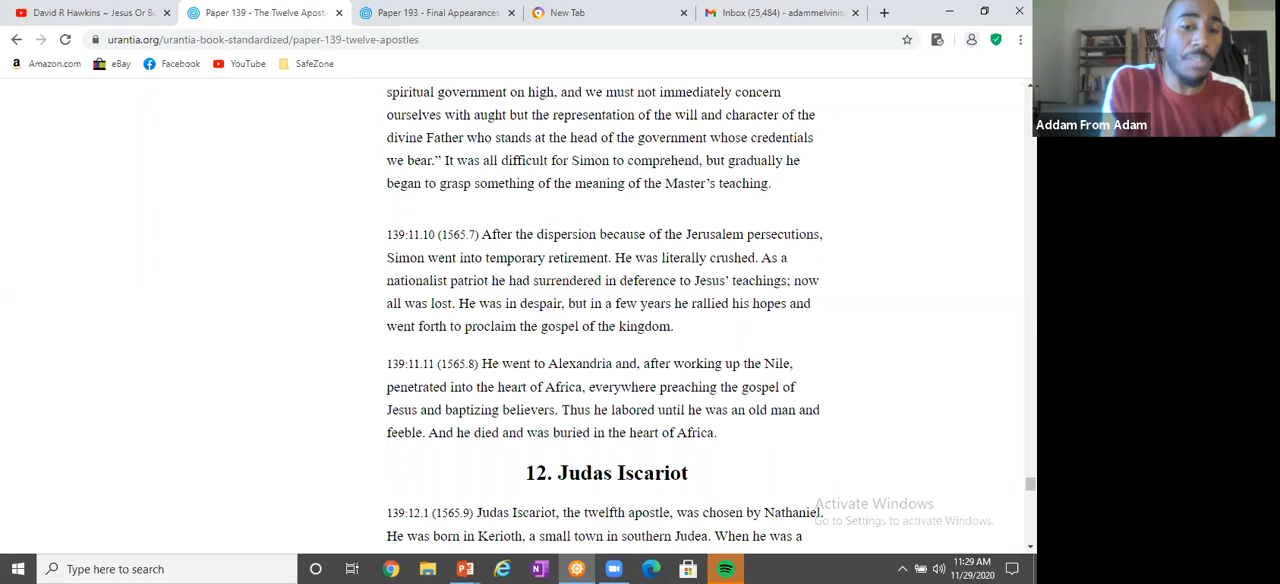 David R Hawkins ~ Jesus Or B
Paper 139 - The Twelve Apostl
Paper 193 - Final Appearances
New Tab
Inbox (25,484) - adammelvinis
urantia.org/urantia-book-standardized/paper-139-twelve-apostles
Amazon.com
eBay
Facebook
YouTube
SafeZone
Addam From Adam
spiritual government on high, and we must not immediately concern
ourselves with aught but the representation of the will and character of the
divine Father who stands at the head of the government whose credentials
we bear.” It was all difficult for Simon to comprehend, but gradually he
began to grasp something of the meaning of the Master’s teaching.
139:11.10 (1565.7) After the dispersion because of the Jerusalem persecutions,
Simon went into temporary retirement. He was literally crushed. As a
nationalist patriot he had surrendered in deference to Jesus’ teachings; now
all was lost. He was in despair, but in a few years he rallied his hopes and
went forth to proclaim the gospel of the kingdom.
139:11.11 (1565.8) He went to Alexandria and, after working up the Nile,
penetrated into the heart of Africa, everywhere preaching the gospel of
Jesus and baptizing believers. Thus he labored until he was an old man and
feeble. And he died and was buried in the heart of Africa.
12. Judas Iscariot
139:12.1 (1565.9) Judas Iscariot, the twelfth apostle, was chosen by Nathaniel.
He was born in Kerioth, a small town in southern Judea. When he was a
Activate Windows
Go to Settings to activate Windows.
Type here to search
11:29 AM
11/29/2020